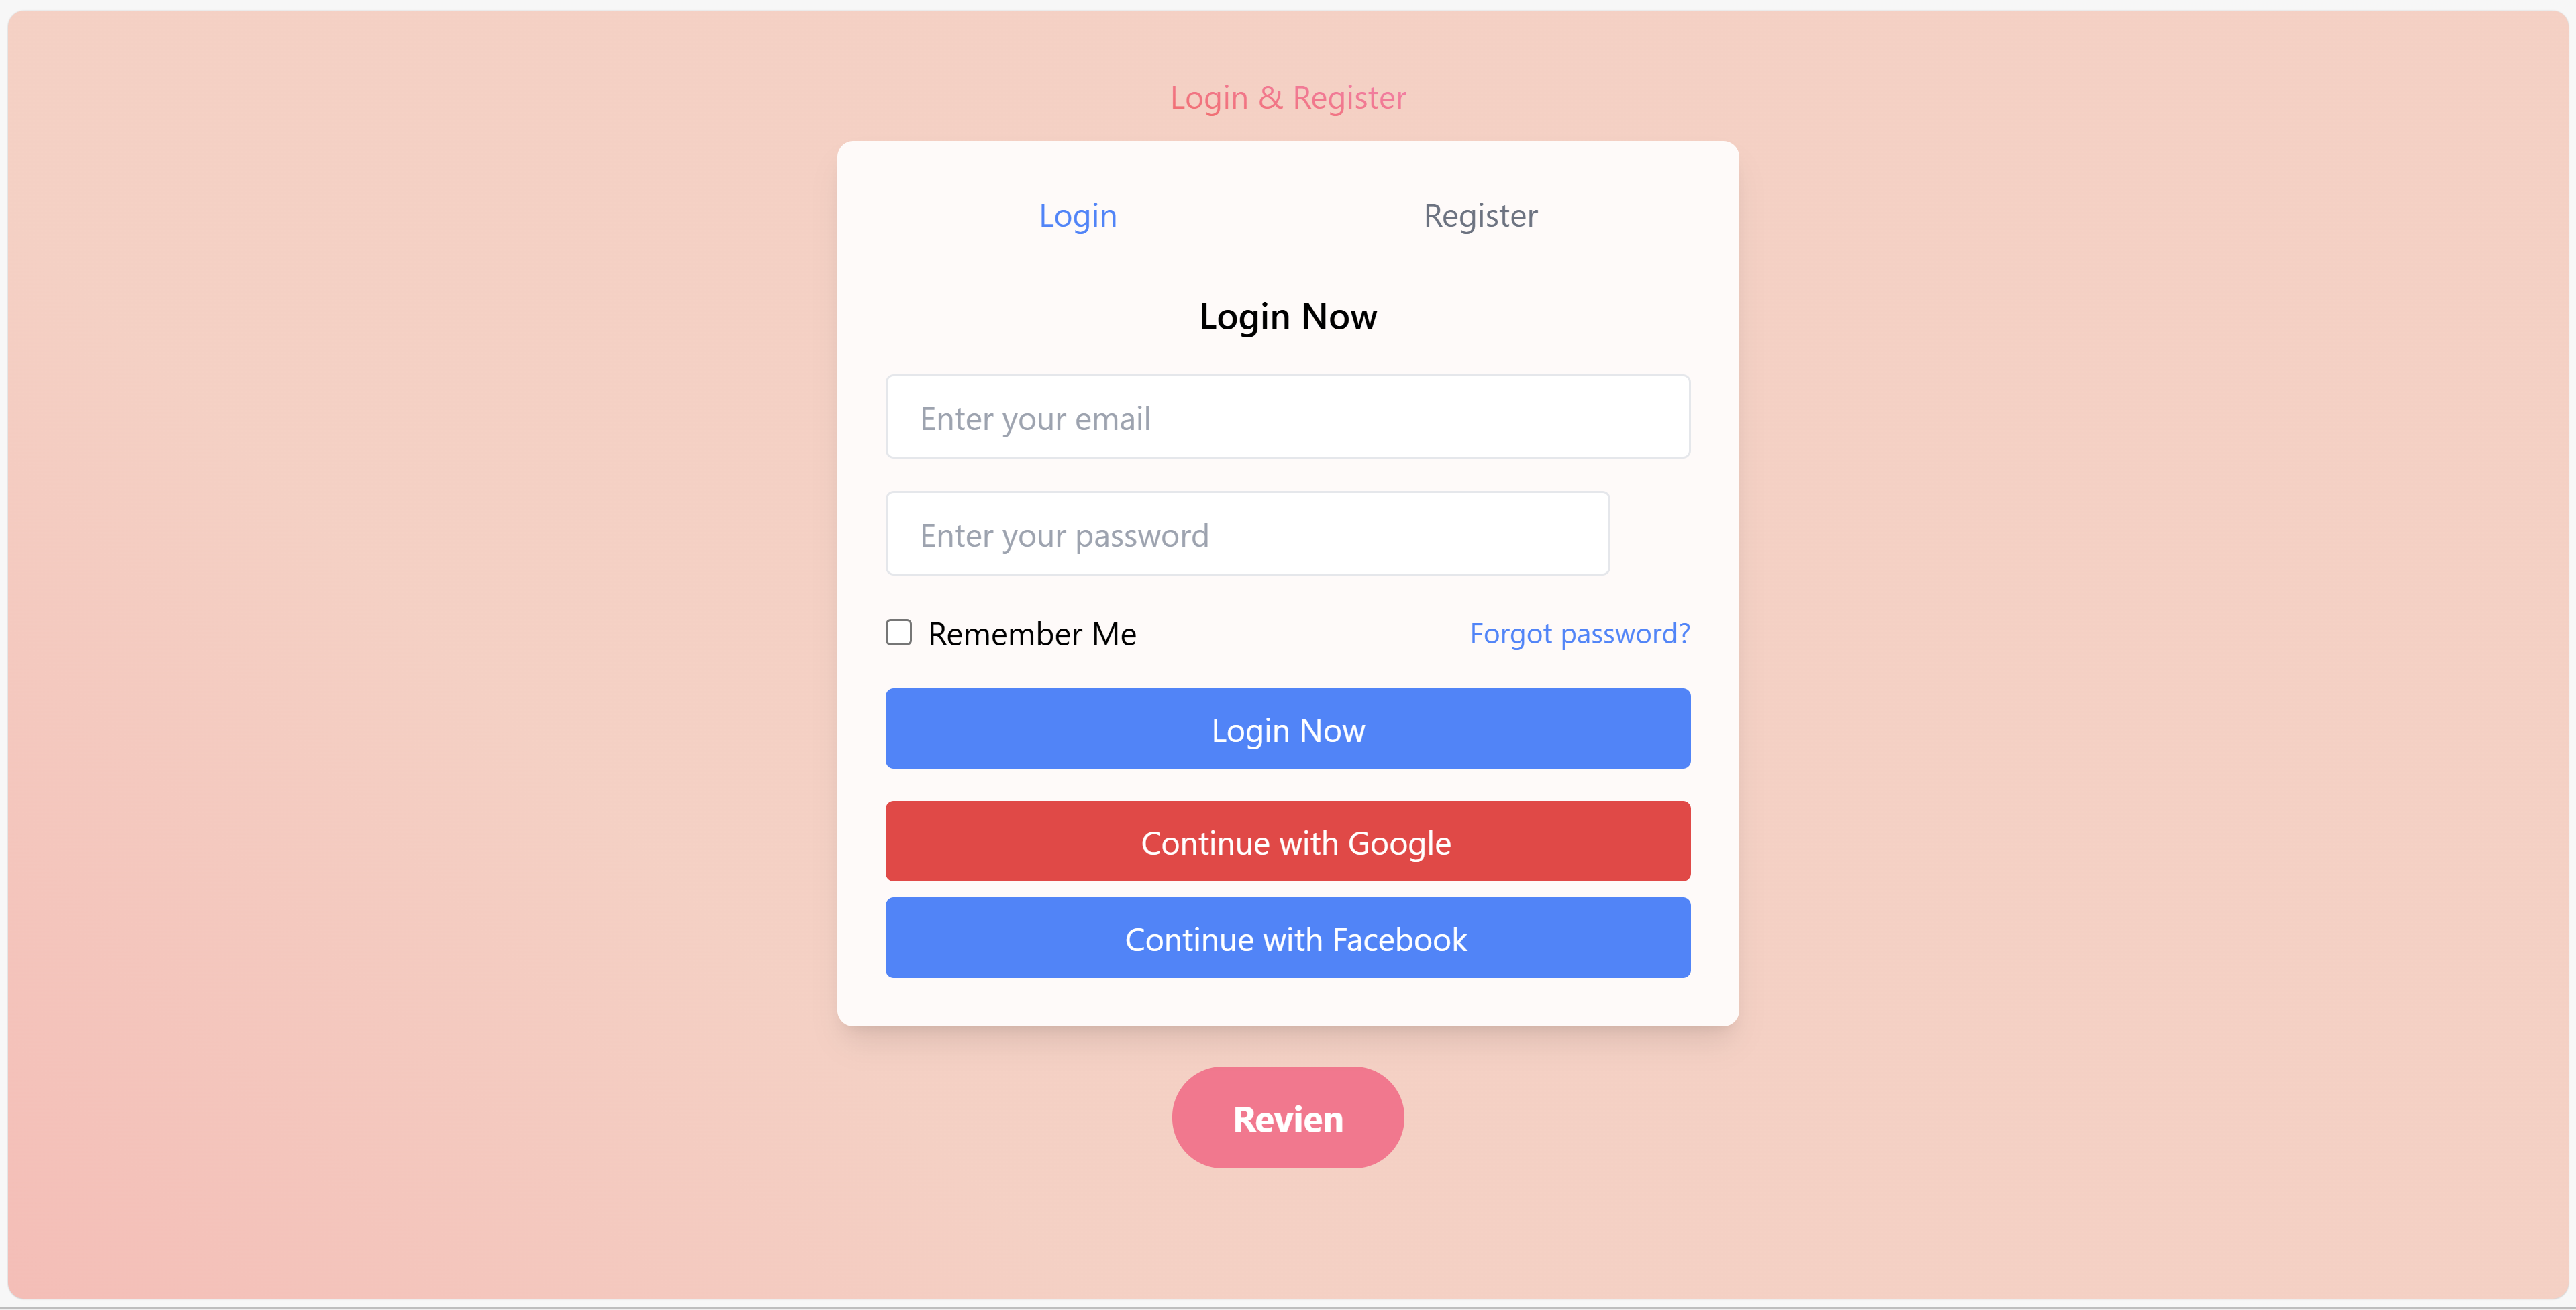 Login & Register
Login Register
Login Now
Enter your email
Enter your password
Remember Me Forgot password?
Login Now
Continue with Google
Continue with Facebook
Revien